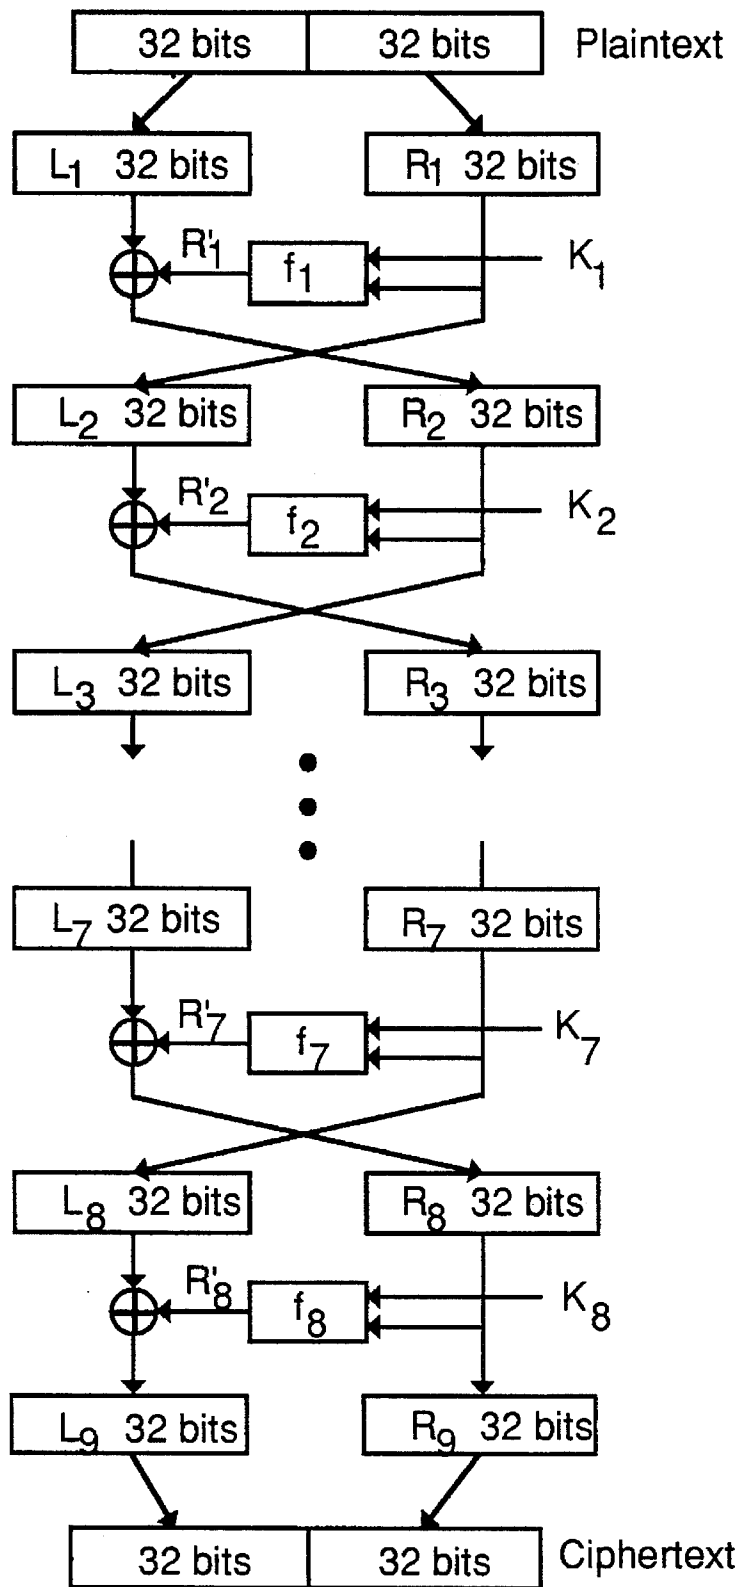 32 bits 32 bits Plaintext
L1 32 bits R1 32 bits
R'1 f1 K1
L2 32 bits R2 32 bits
R'2 f2 K2
L3 32 bits R3 32 bits
L7 32 bits R7 32 bits
R'7 f7 K7
L8 32 bits R8 32 bits
R'8 f8 K8
L9 32 bits R9 32 bits
32 bits 32 bits Ciphertext